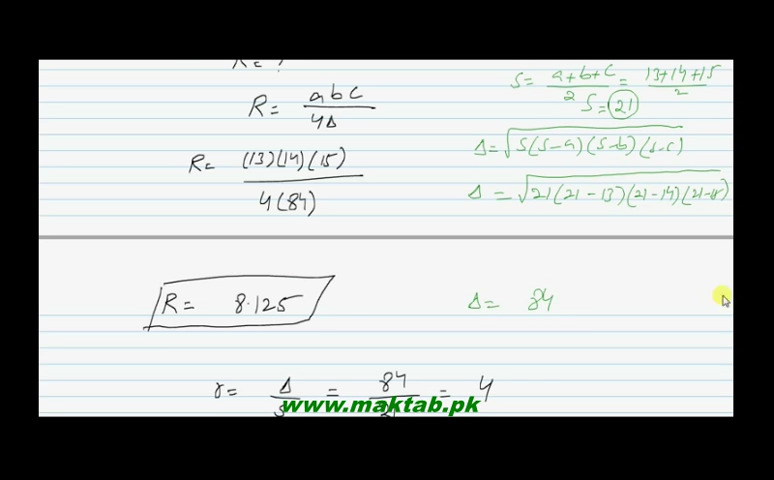 R = ?
R = abc / 4Δ
R = (13)(14)(15) / 4(84)
S = a+b+c / 2 = 13+14+15 / 2
S = 21
Δ = √S(S-a)(S-b)(S-c)
Δ = √21(21-13)(21-14)(21-15)
R = 8.125
Δ = 84
r = Δ / S = 84 / 21 = 4
www.maktab.pk